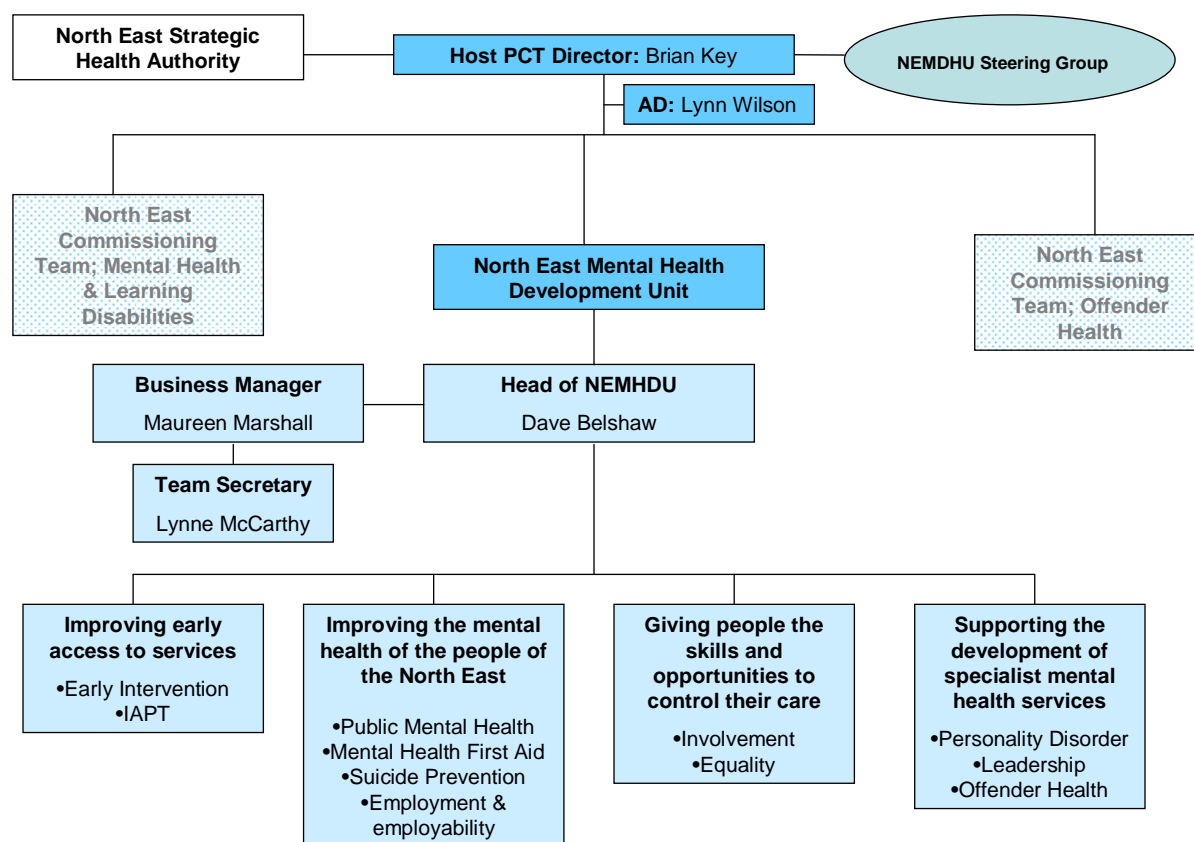 North East Strategic
Health Authority
Host PCT Director: Brian Key
NEMDHU Steering Group
AD: Lynn Wilson
North East
Commissioning
Team; Mental Health
& Learning
Disabilities
North East Mental Health
Development Unit
North East
Commissioning
Team; Offender
Health
Business Manager
Maureen Marshall
Head of NEMHDU
Dave Belshaw
Team Secretary
Lynne McCarthy
Improving early
access to services
•Early Intervention
•IAPT
Improving the mental
health of the people of
the North East
•Public Mental Health
•Mental Health First Aid
•Suicide Prevention
•Employment &
employability
Giving people the
skills and
opportunities to
control their care
•Involvement
•Equality
Supporting the
development of
specialist mental
health services
•Personality Disorder
•Leadership
•Offender Health